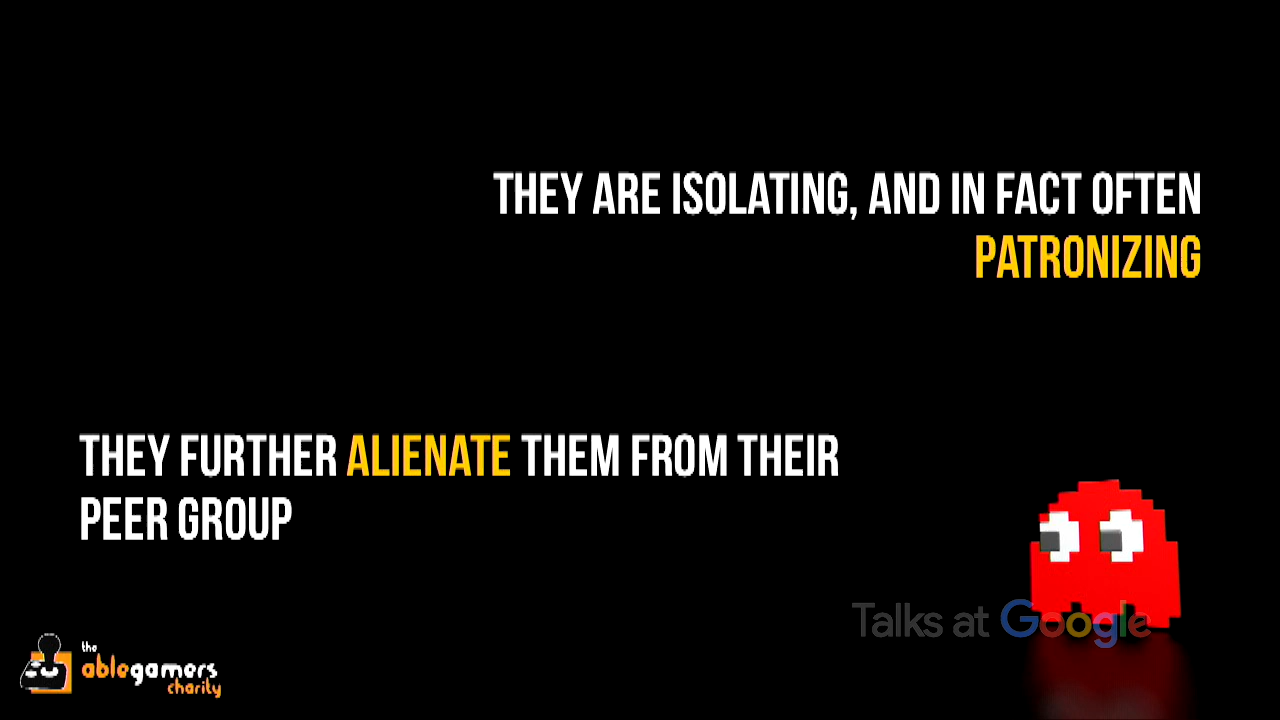 THEY ARE ISOLATING, AND IN FACT OFTEN
PATRONIZING
THEY FURTHER ALIENATE THEM FROM THEIR
PEER GROUP
Talks at Google
the
ablegamers
charity